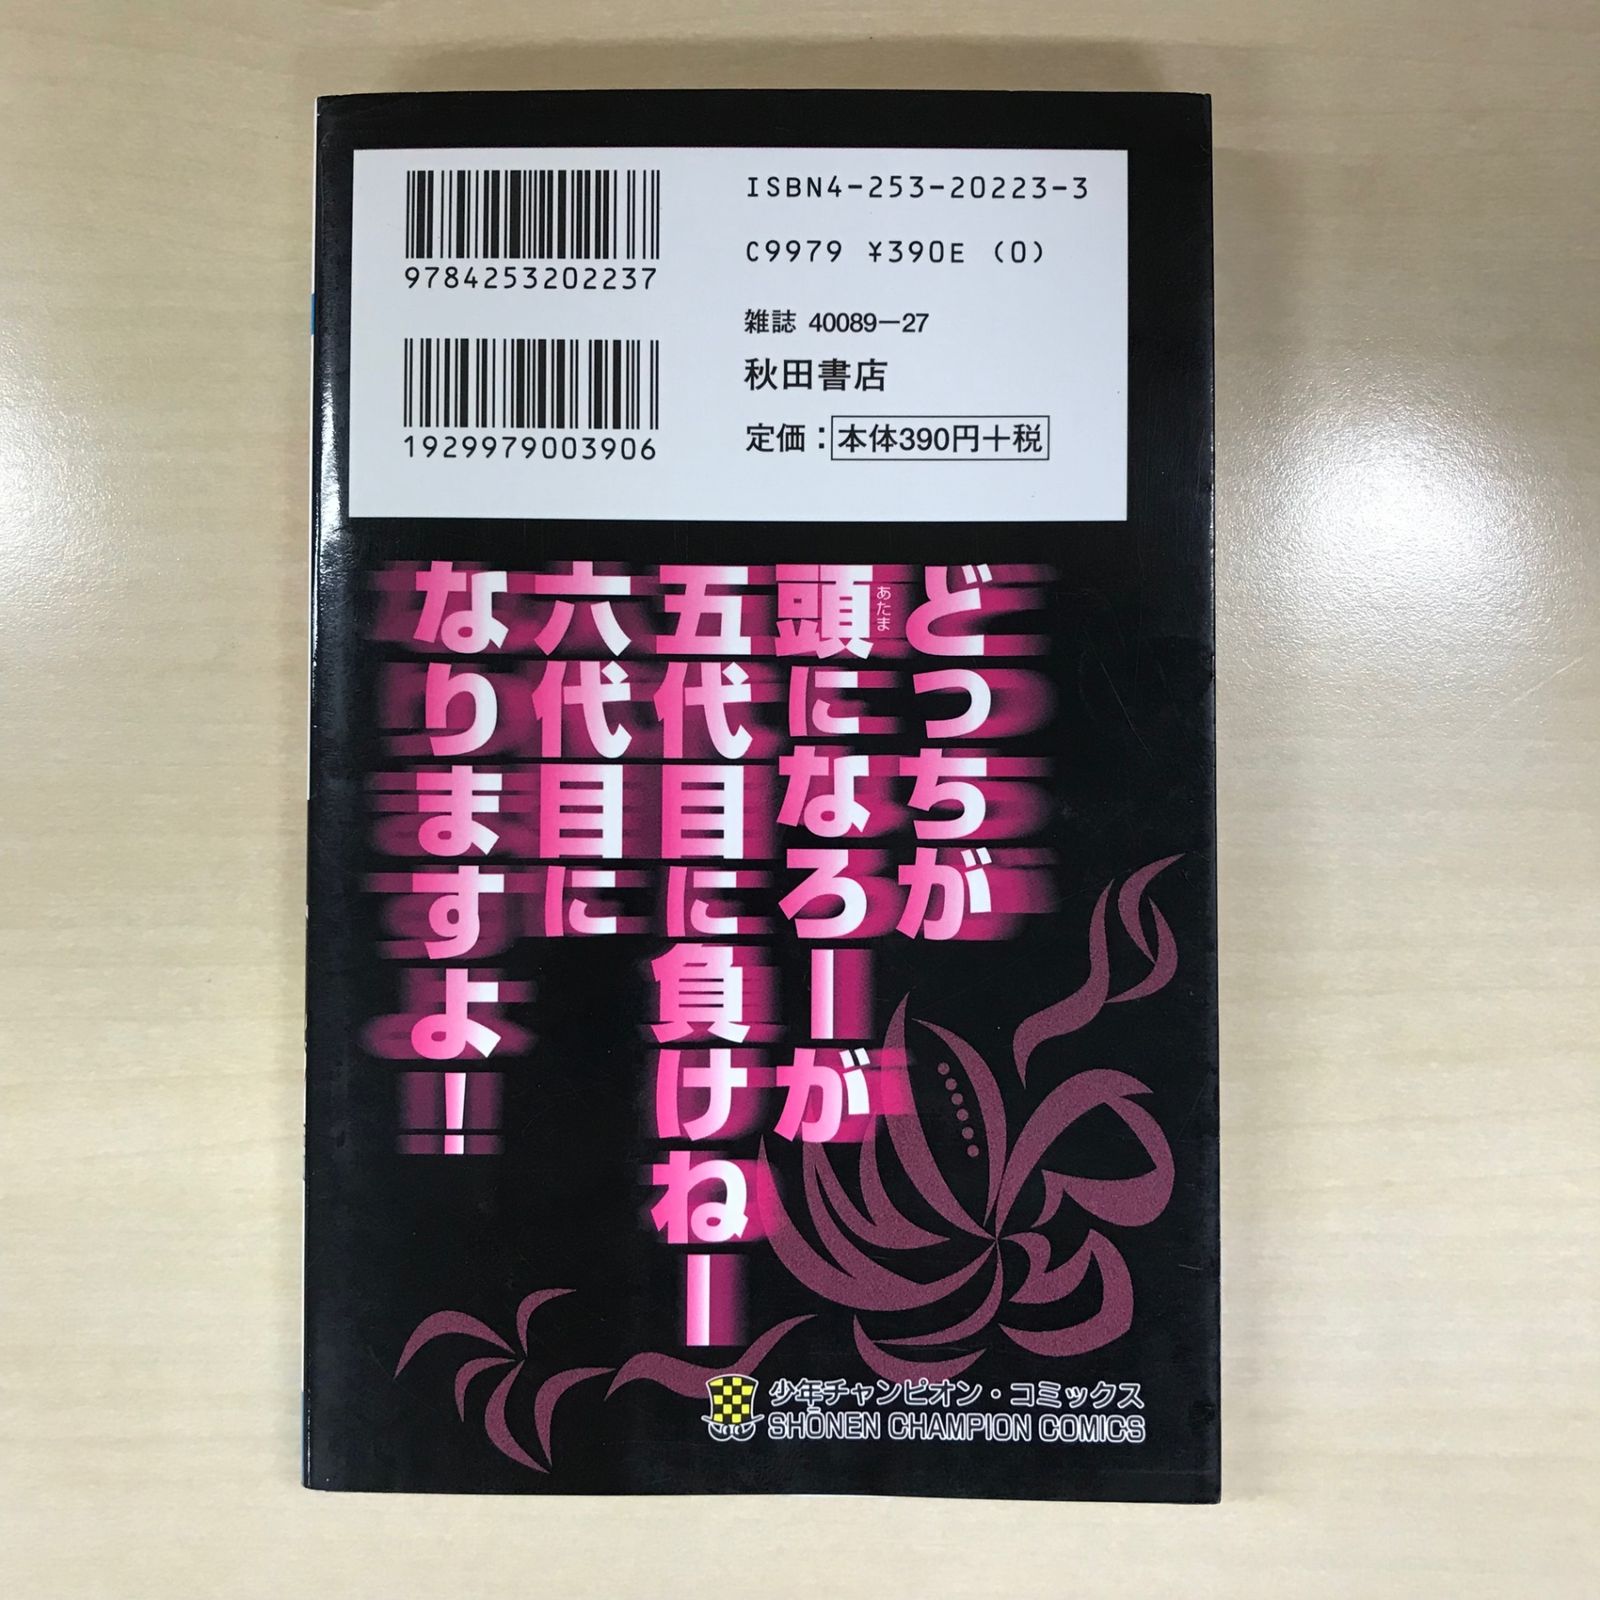 9784253202237
1929979003906
ISBN4-253-20223-3
C9979 ¥390E (0)
雑誌 40089-27
秋田書店
定価：本体390円+税
どっちが
頭になろーが
あたま
五代目に負けねー
六代目に
なりますよ!!
少年チャンピオン・コミックス
SHŌNEN CHAMPION COMICS